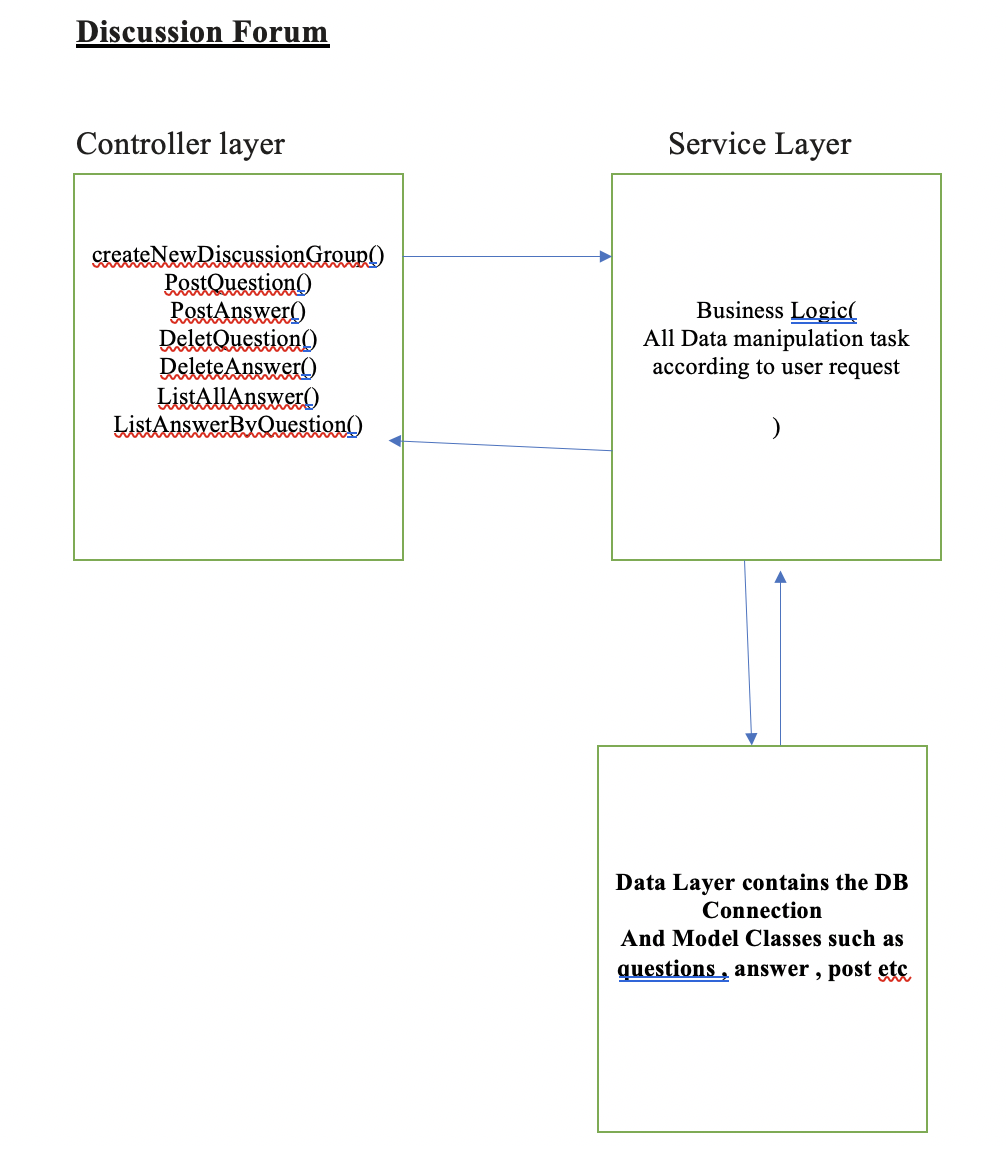 Discussion Forum
Controller layer
Service Layer
createNewDiscussionGroup()
PostQuestion()
PostAnswer()
DeletQuestion()
DeleteAnswer()
ListAllAnswer()
ListAnswerByQuestion()
Business Logic(
All Data manipulation task
according to user request
)
Data Layer contains the DB
Connection
And Model Classes such as
questions , answer , post etc